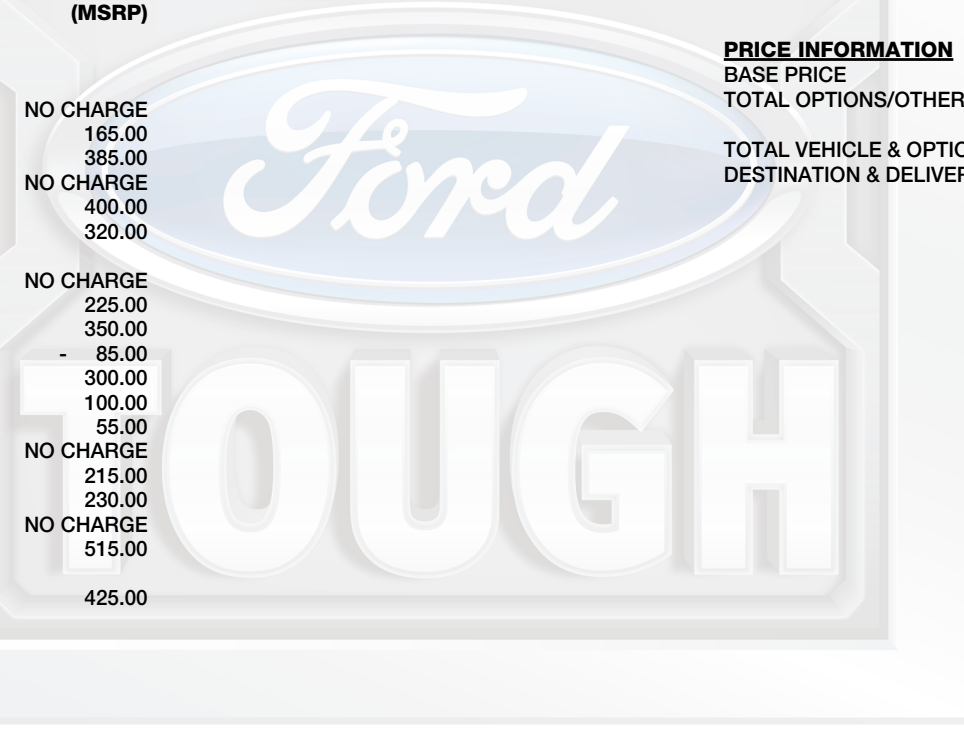 (MSRP)
NO CHARGE
165.00
385.00
NO CHARGE
400.00
320.00
NO CHARGE
225.00
350.00
- 85.00
300.00
100.00
55.00
NO CHARGE
215.00
230.00
NO CHARGE
515.00
425.00
PRICE INFORMATION
BASE PRICE
TOTAL OPTIONS/OTHER
TOTAL VEHICLE & OPTIO
DESTINATION & DELIVER
Ford
TOUGH